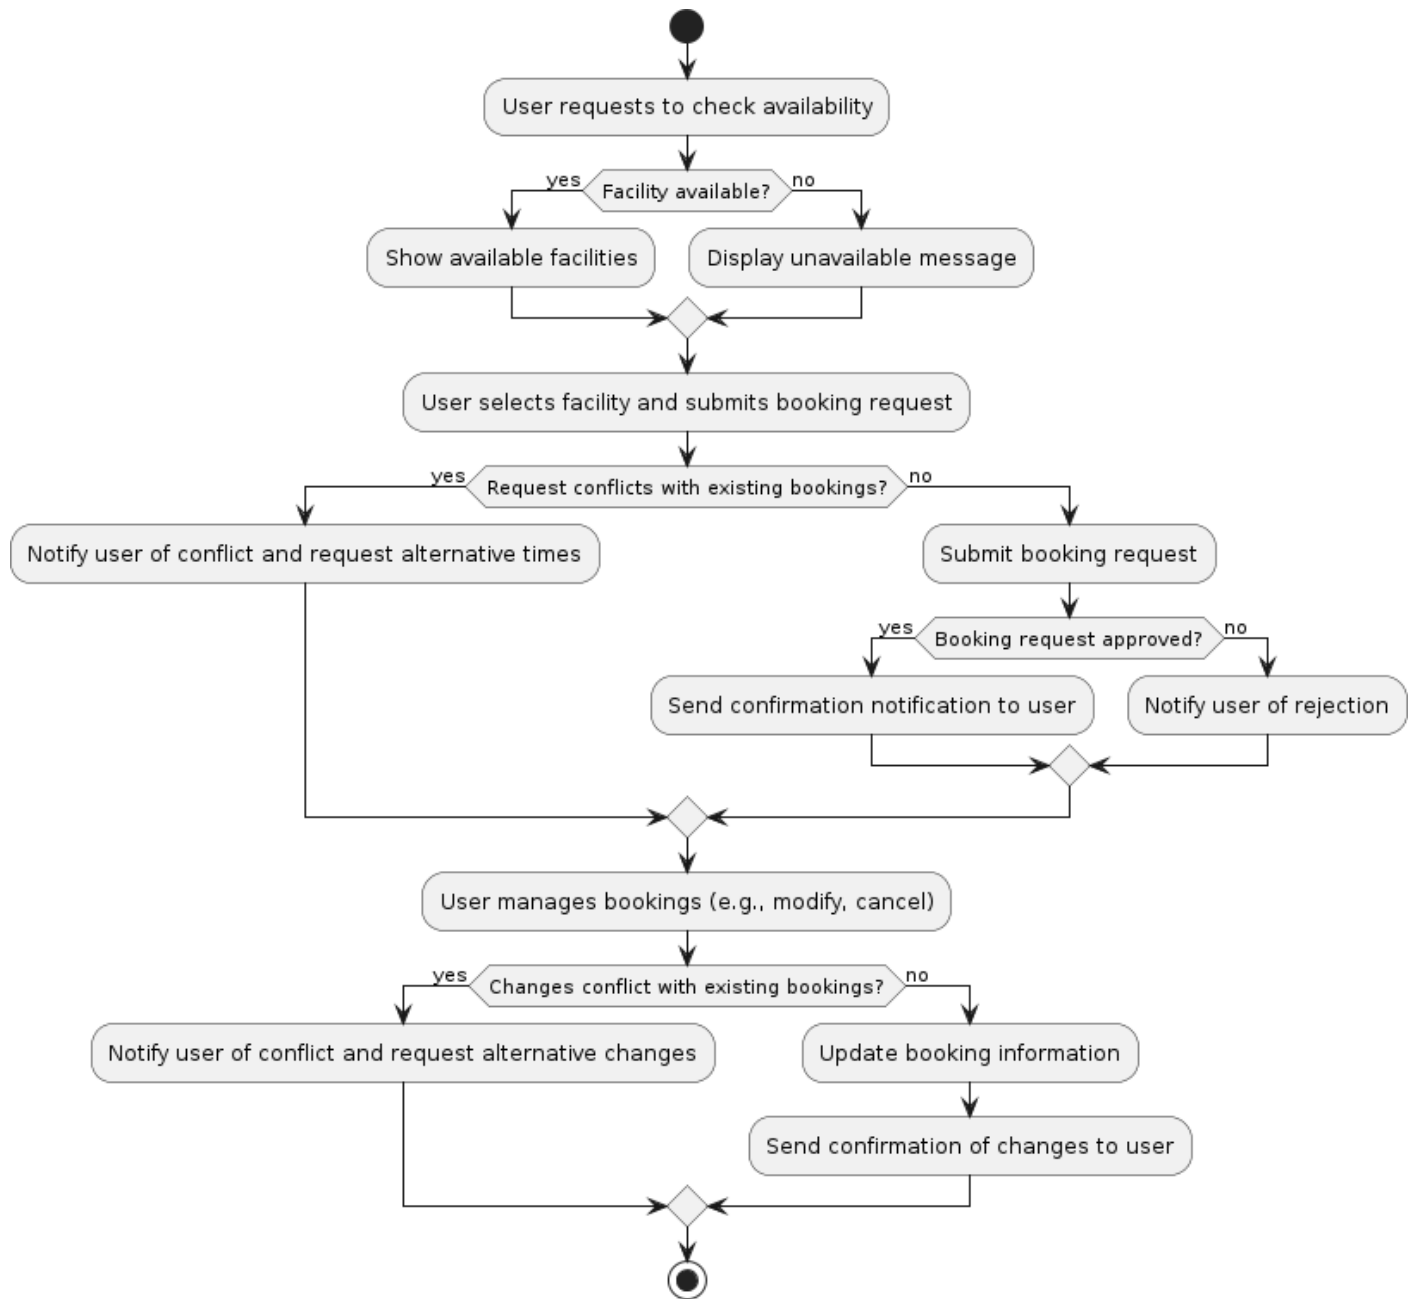 User requests to check availability
yes
Facility available?
no
Show available facilities
Display unavailable message
User selects facility and submits booking request
yes
Request conflicts with existing bookings?
no
Notify user of conflict and request alternative times
Submit booking request
yes
Booking request approved?
no
Send confirmation notification to user
Notify user of rejection
User manages bookings (e.g., modify, cancel)
yes
Changes conflict with existing bookings?
no
Notify user of conflict and request alternative changes
Update booking information
Send confirmation of changes to user